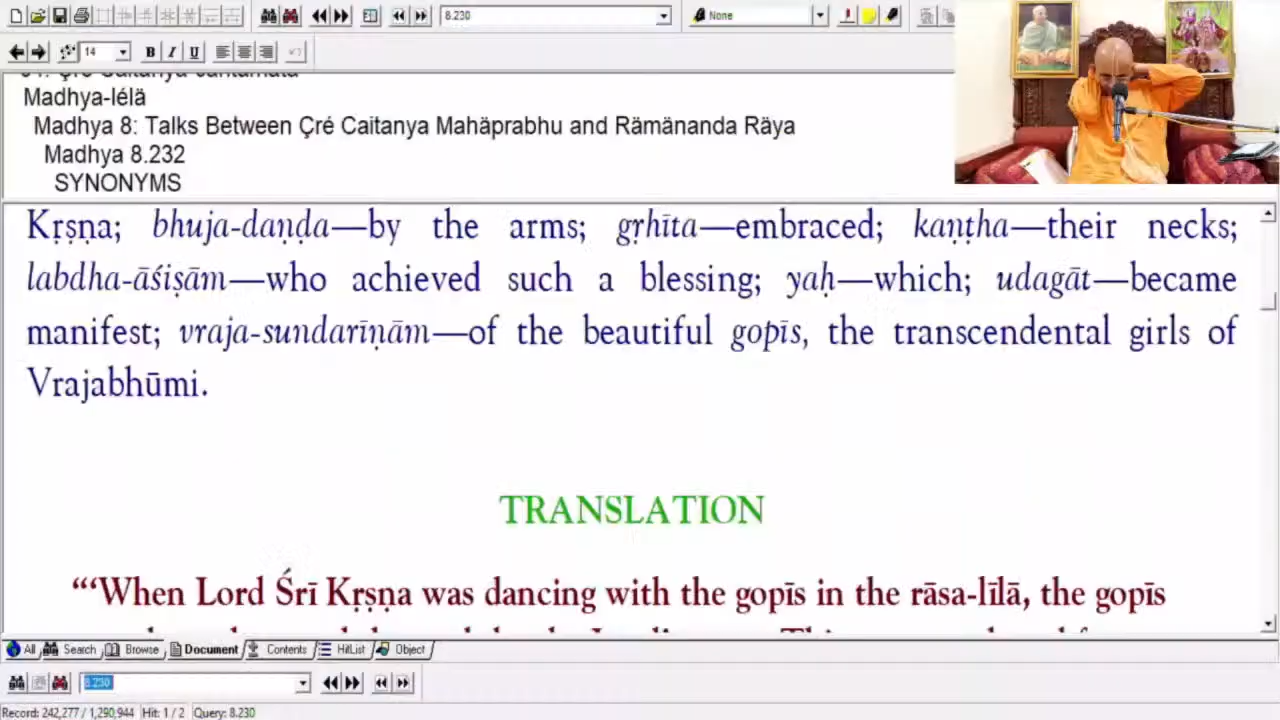 8.230
None
14
B I U
Madhya-lélä
Madhya 8: Talks Between Çré Caitanya Mahäprabhu and Rämänanda Räya
Madhya 8.232
SYNONYMS
Kṛṣṇa; bhuja-daṇḍa—by the arms; gṛhīta—embraced; kaṇṭha—their necks;
labdha-āśiṣām—who achieved such a blessing; yaḥ—which; udagāt—became
manifest; vraja-sundarīṇām—of the beautiful gopīs, the transcendental girls of
Vrajabhūmi.
TRANSLATION
“‘When Lord Śrī Kṛṣṇa was dancing with the gopīs in the rāsa-līlā, the gopīs
All Search Browse Document Contents HitList Object
8.230
Record: 242,277 / 1,290,944 Hit: 1 / 2 Query: 8.230